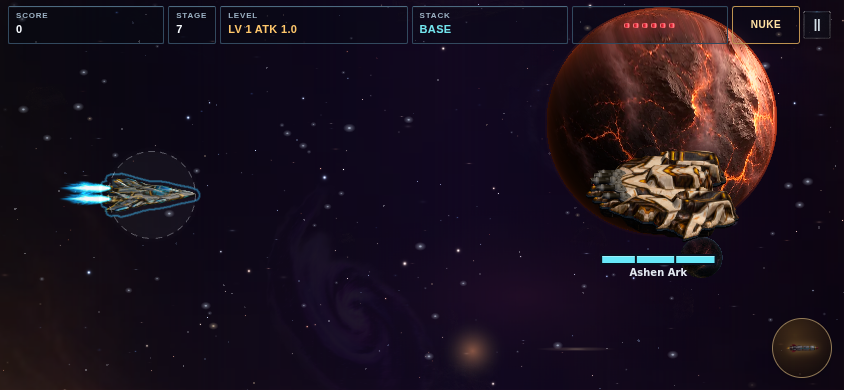 SCORE
0
STAGE
7
LEVEL
LV 1 ATK 1.0
STACK
BASE
NUKE
Ashen Ark